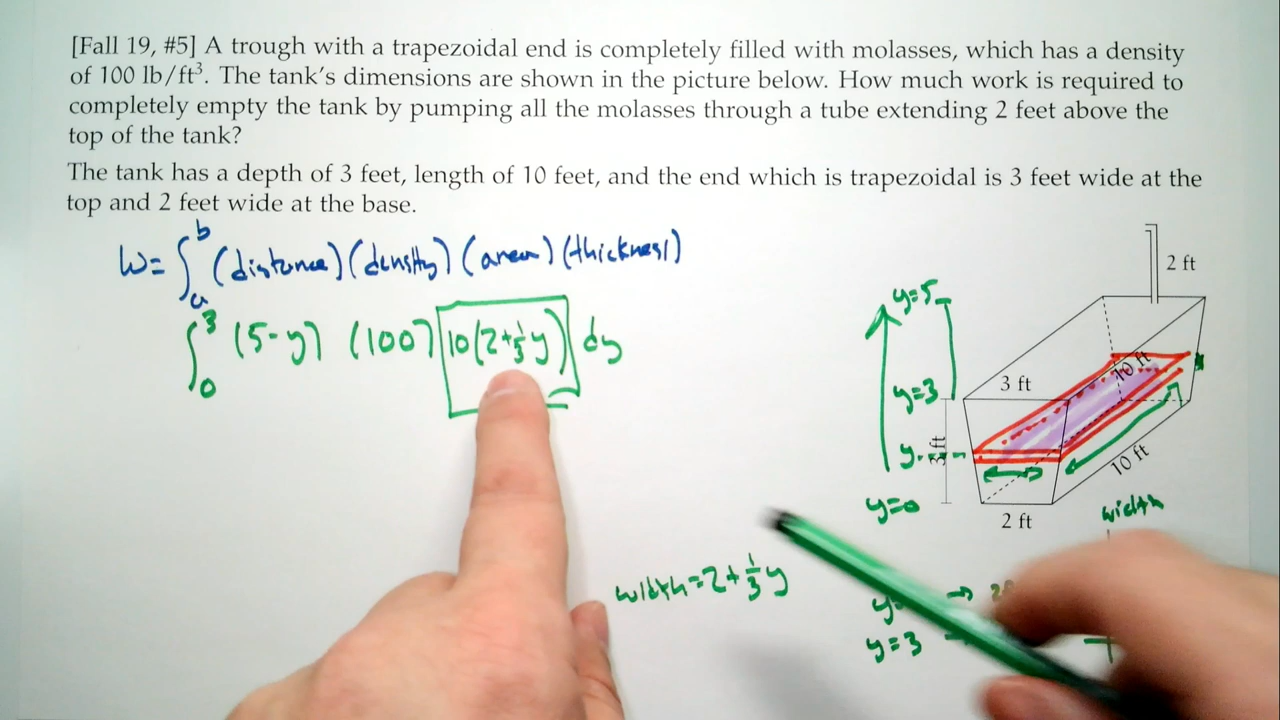 [Fall 19, #5] A trough with a trapezoidal end is completely filled with molasses, which has a density
of 100 lb/ft³. The tank's dimensions are shown in the picture below. How much work is required to
completely empty the tank by pumping all the molasses through a tube extending 2 feet above the
top of the tank?
The tank has a depth of 3 feet, length of 10 feet, and the end which is trapezoidal is 3 feet wide at the
top and 2 feet wide at the base.
W=∫ₐᵇ (distance)(density)(area)(thickness)
∫₀³ (5-y) (100) 10(2+⅓y) dy
2 ft
y=5
10 ft
3 ft
y=3
3 ft
y
10 ft
y=0
2 ft
width
width=2+⅓y
y= →
y=3